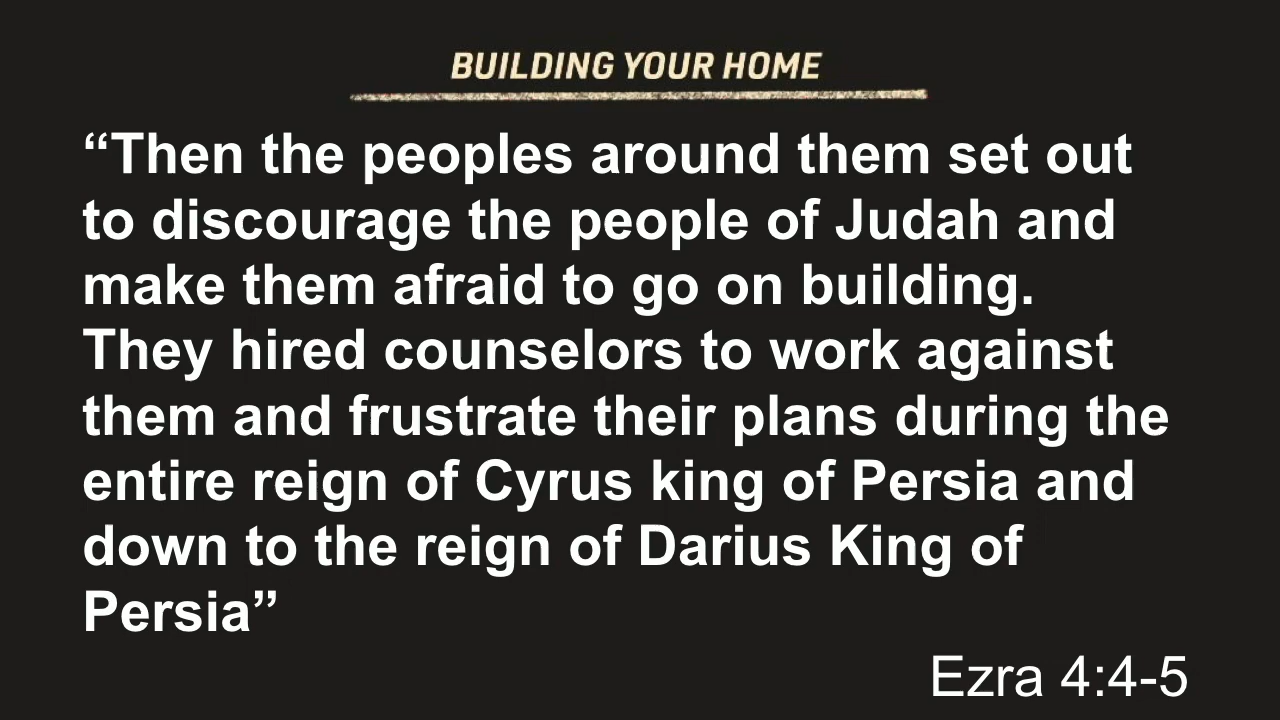 BUILDING YOUR HOME
“Then the peoples around them set out
to discourage the people of Judah and
make them afraid to go on building.
They hired counselors to work against
them and frustrate their plans during the
entire reign of Cyrus king of Persia and
down to the reign of Darius King of
Persia”
Ezra 4:4-5